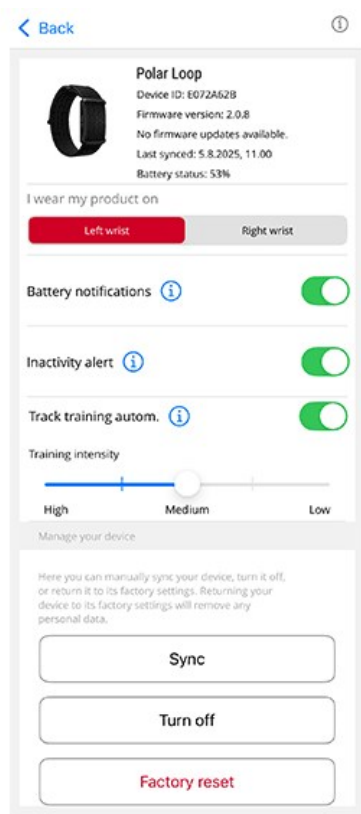 Back
Polar Loop
Device ID: E072A62B
Firmware version: 2.0.8
No firmware updates available.
Last synced: 5.8.2025, 11.00
Battery status: 53%
I wear my product on
Left wrist
Right wrist
Battery notifications
Inactivity alert
Track training autom.
Training intensity
High
Medium
Low
Manage your device
Here you can manually sync your device, turn it off,
or return it to its factory settings. Returning your
device to its factory settings will remove any
personal data.
Sync
Turn off
Factory reset